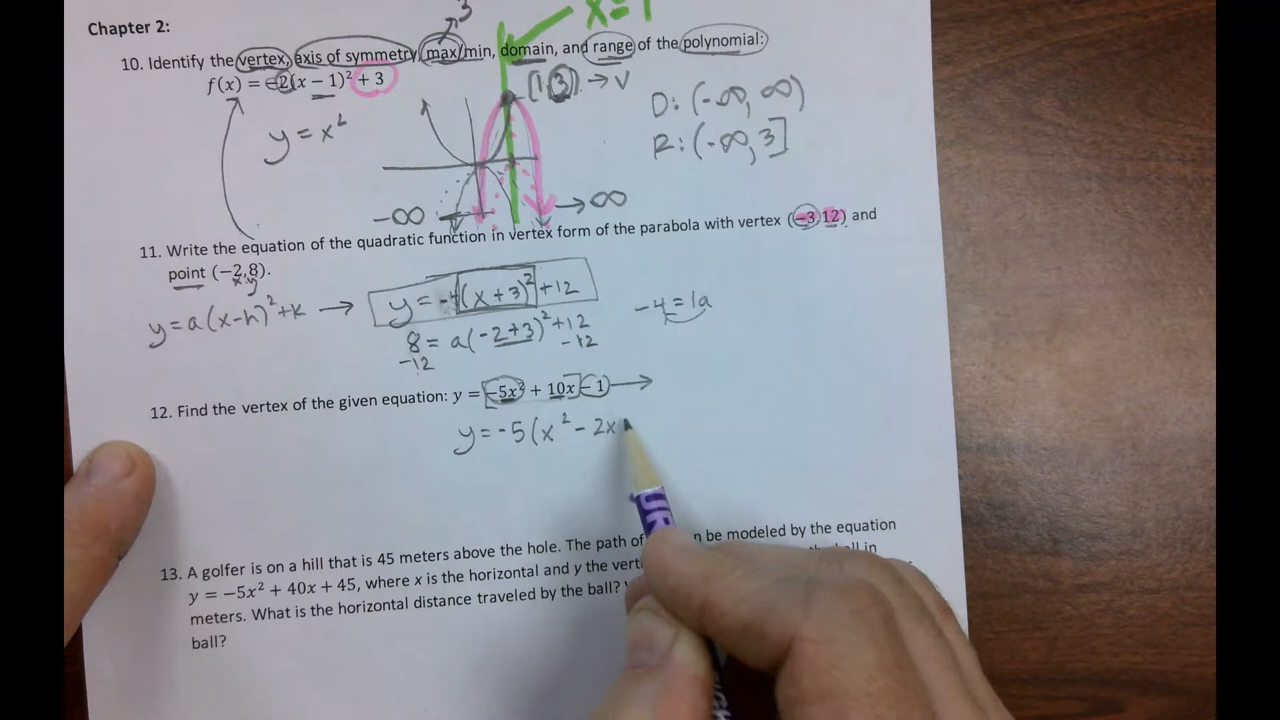 3
x=1
Chapter 2:
10. Identify the vertex, axis of symmetry, max/min, domain, and range of the polynomial:
f(x) = −2(x − 1)² + 3
(1, 3) → V
D: (-∞, ∞)
y = x²
R: (-∞, 3]
-∞
→ ∞
11. Write the equation of the quadratic function in vertex form of the parabola with vertex (−3,12) and
point (−2,8).
x y
y = a(x-h)² + k → y = -4(x+3)² + 12
-4 = 1a
8 = a(-2+3)² + 12
-12 -12
12. Find the vertex of the given equation: y = [−5x² + 10x] − 1 →
y = -5(x² - 2x
13. A golfer is on a hill that is 45 meters above the hole. The path of be modeled by the equation
y = −5x² + 40x + 45, where x is the horizontal and y the ball in
meters. What is the horizontal distance traveled by the ball?
ball?